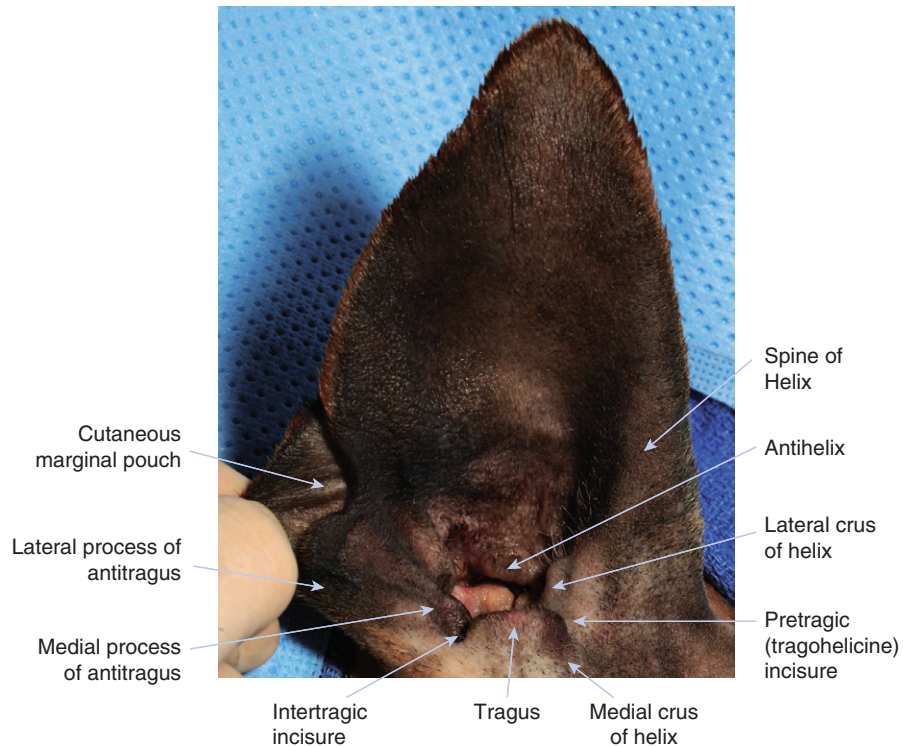 Spine of
Helix
Cutaneous
marginal pouch
Antihelix
Lateral crus
of helix
Lateral process of
antitragus
Pretragic
(tragohelicine)
incisure
Medial process
of antitragus
Intertragic
incisure
Tragus
Medial crus
of helix